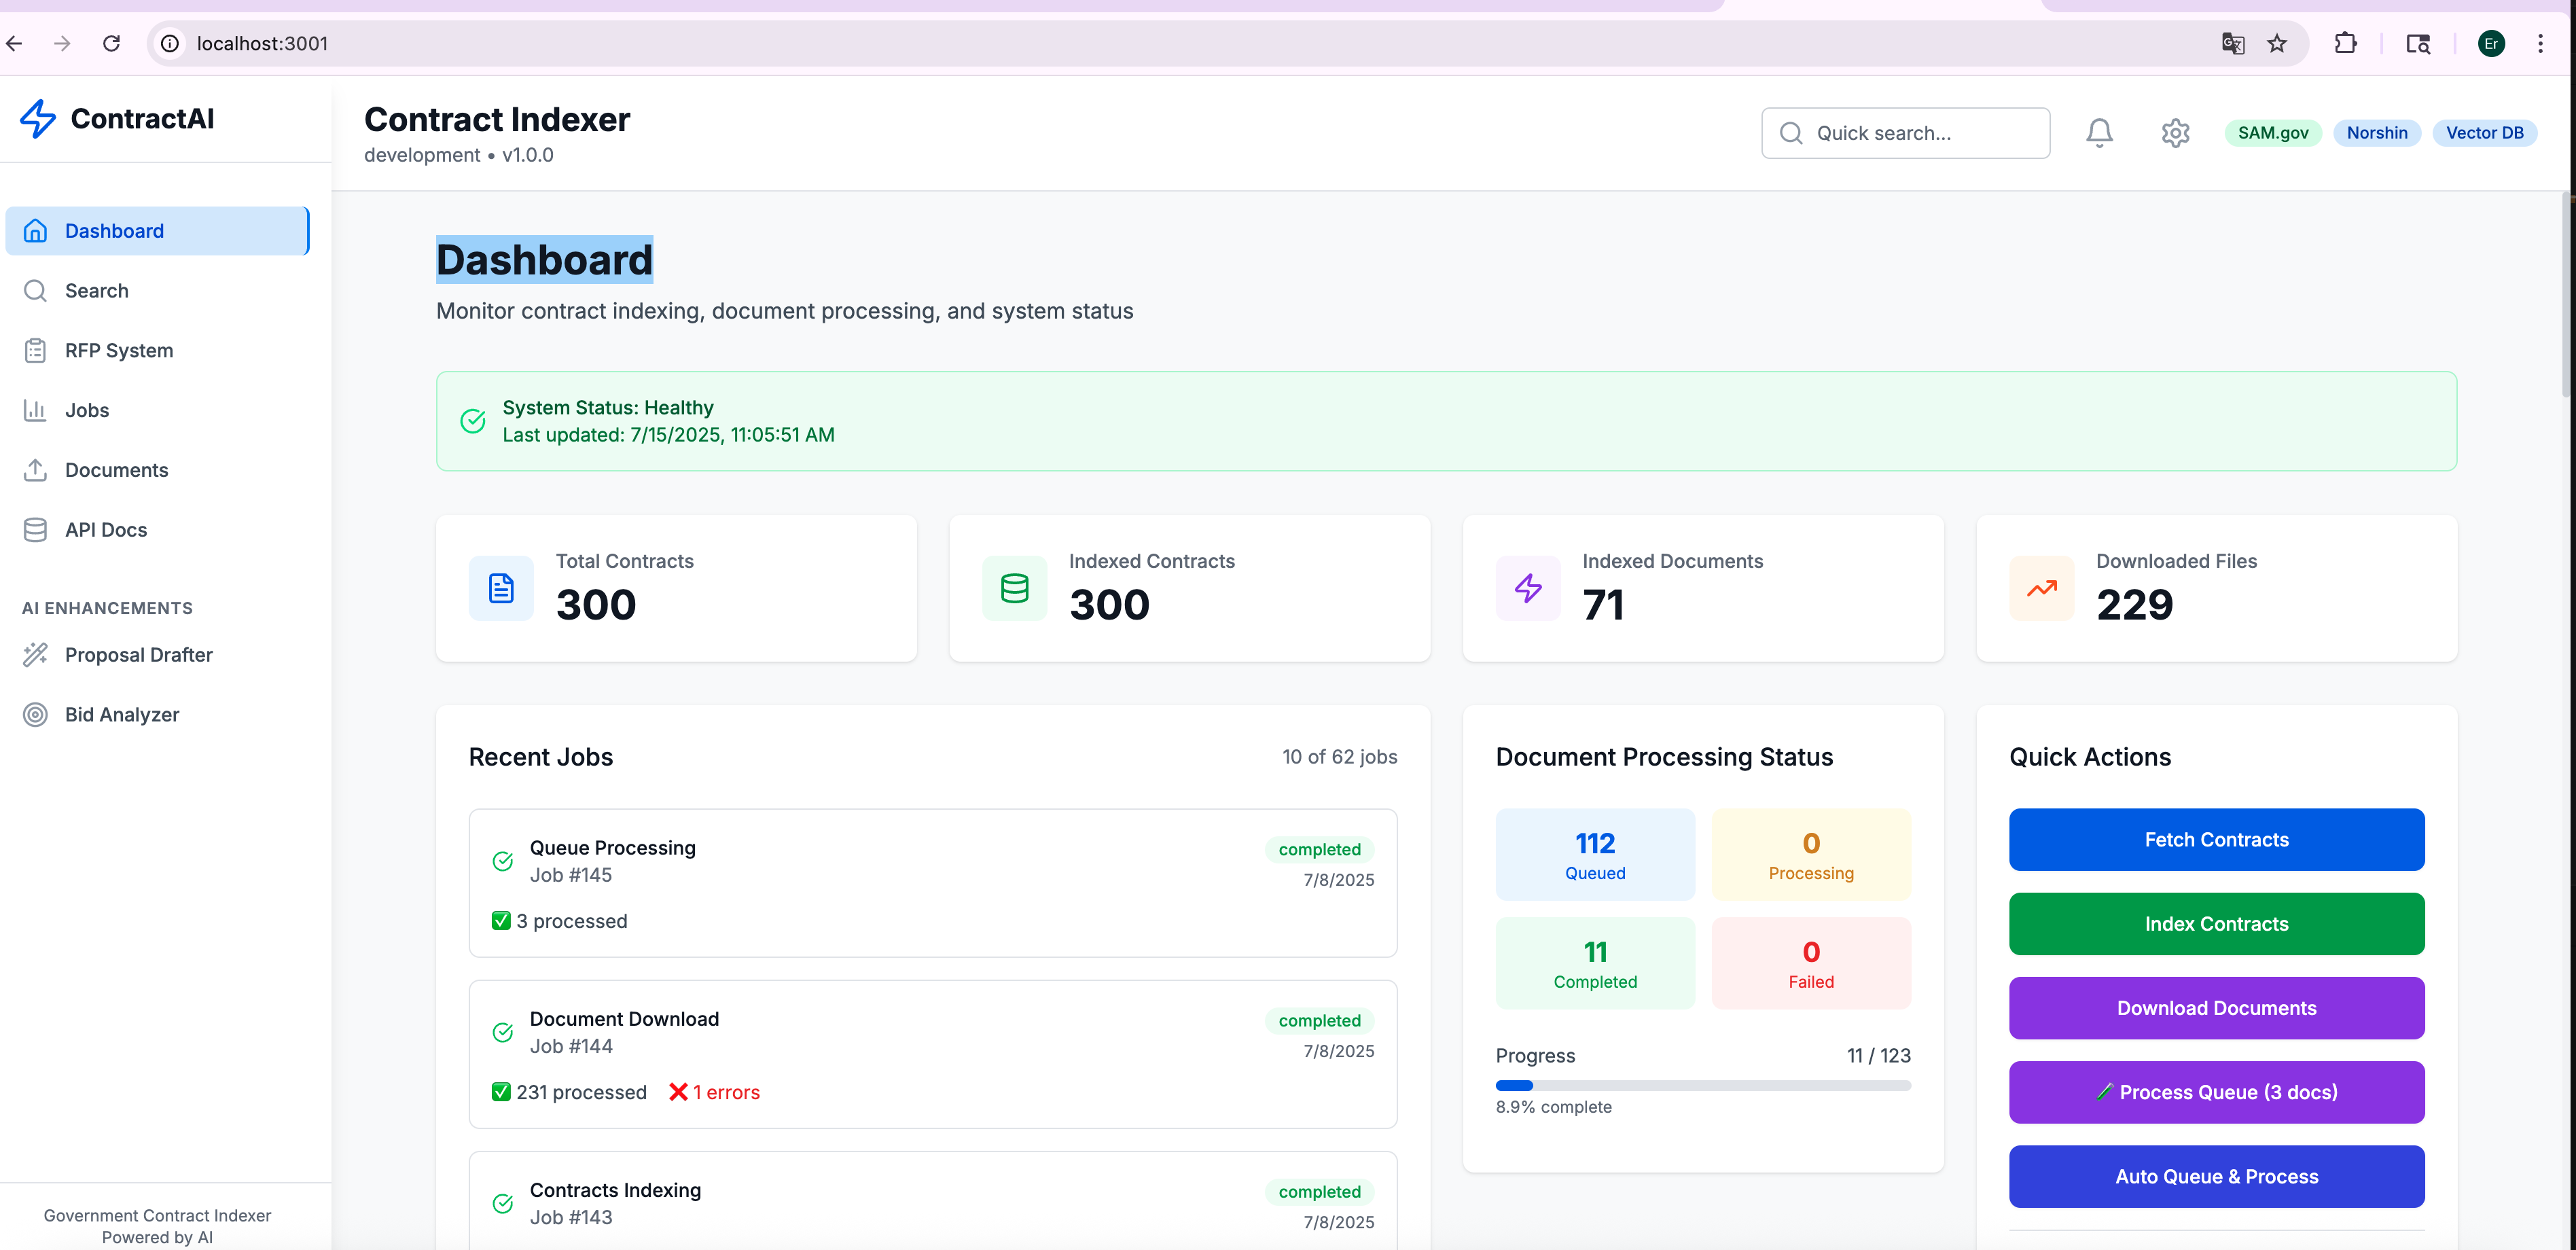 localhost:3001
Er
ContractAI
Contract Indexer
development • v1.0.0
Quick search...
SAM.gov
Norshin
Vector DB
Dashboard
Search
RFP System
Jobs
Documents
API Docs
AI ENHANCEMENTS
Proposal Drafter
Bid Analyzer
Government Contract Indexer
Powered by AI
Dashboard
Monitor contract indexing, document processing, and system status
System Status: Healthy
Last updated: 7/15/2025, 11:05:51 AM
Total Contracts
300
Indexed Contracts
300
Indexed Documents
71
Downloaded Files
229
Recent Jobs
10 of 62 jobs
Queue Processing
Job #145
completed
7/8/2025
✅ 3 processed
Document Download
Job #144
completed
7/8/2025
✅ 231 processed ❌ 1 errors
Contracts Indexing
Job #143
completed
7/8/2025
Document Processing Status
112
Queued
0
Processing
11
Completed
0
Failed
Progress
11 / 123
8.9% complete
Quick Actions
Fetch Contracts
Index Contracts
Download Documents
🧪 Process Queue (3 docs)
Auto Queue & Process